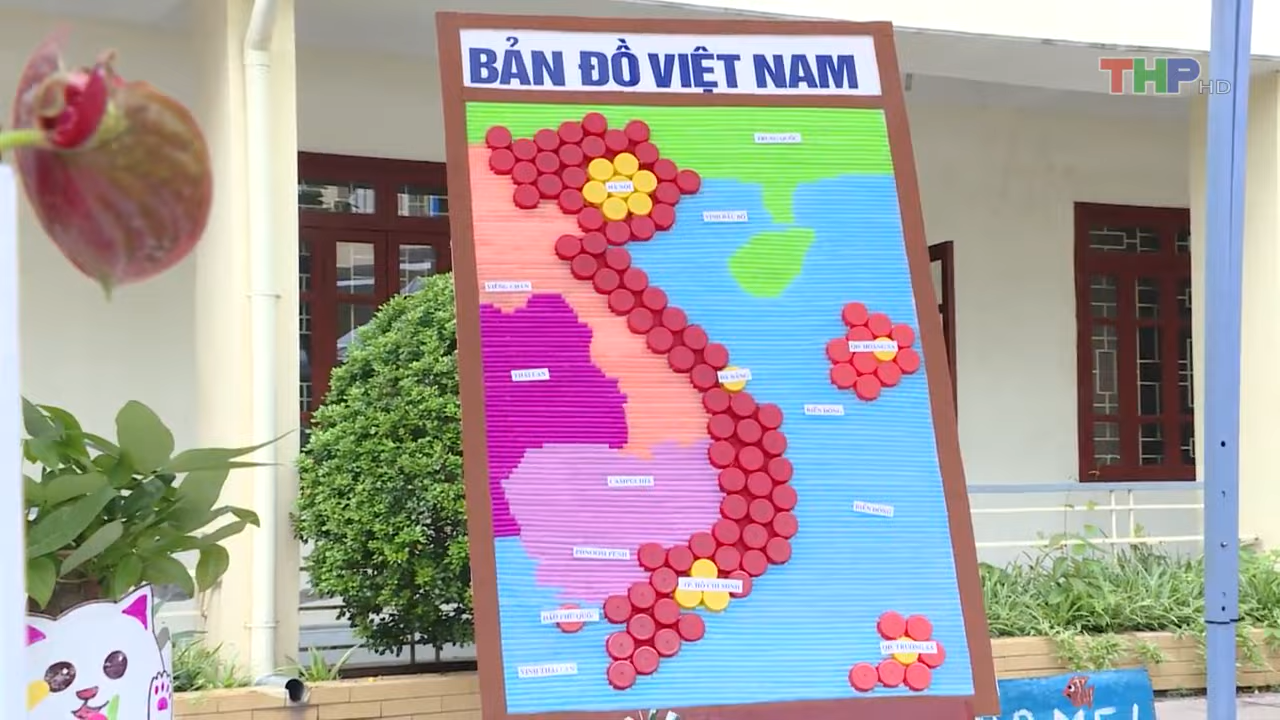 BẢN ĐỒ VIỆT NAM
THP HD
TRUNG QUỐC
HÀ NỘI
VỊNH BẮC BỘ
VIÊNG CHĂN
QĐ. HOÀNG SA
THÁI LAN
ĐÀ NẴNG
BIỂN ĐÔNG
CAMPUCHIA
BIỂN ĐÔNG
PHNOM PENH
TP. HỒ CHÍ MINH
ĐẢO PHÚ QUỐC
QĐ. TRƯỜNG SA
VỊNH THÁI LAN